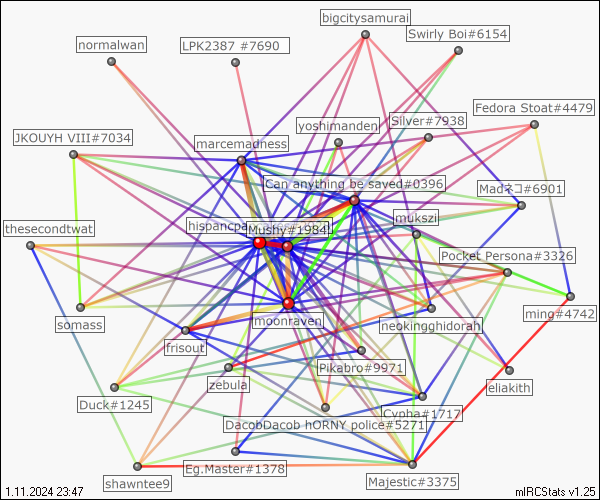 bigcitysamurai
Swirly Boi#6154
normalwan
LPK2387 #7690
Fedora Stoat#4479
Silver#7938
yoshimanden
JKOUYH VIII#7034
marcemadness
Can anything be saved#0396
Madネコ#6901
mukszi
hispancpa
Mushy#1984
thesecondtwat
Pocket Persona#3326
ming#4742
moonraven
neokingghidorah
somass
frisout
Pikabro#9971
zebula
eliakith
Duck#1245
Cypha#1717
DacobDacob hORNY police#5271
Eg.Master#1378
Majestic#3375
shawntee9
1.11.2024 23:47
mIRCStats v1.25